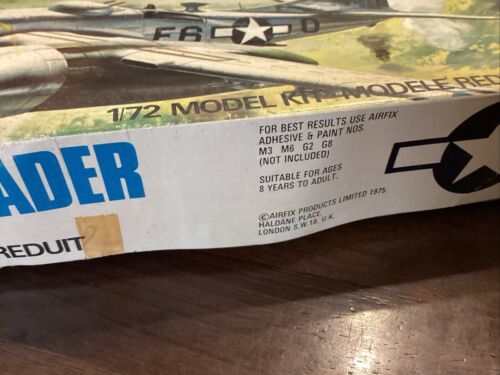 F6 D
1/72 MODEL KIT-MODELE RED
ADER
REDUIT
FOR BEST RESULTS USE AIRFIX
ADHESIVE & PAINT NOS.
M3 M6 G2 G8
(NOT INCLUDED)
SUITABLE FOR AGES
8 YEARS TO ADULT.
©AIRFIX PRODUCTS LIMITED 1975.
HALDANE PLACE,
LONDON S.W.18. U.K.